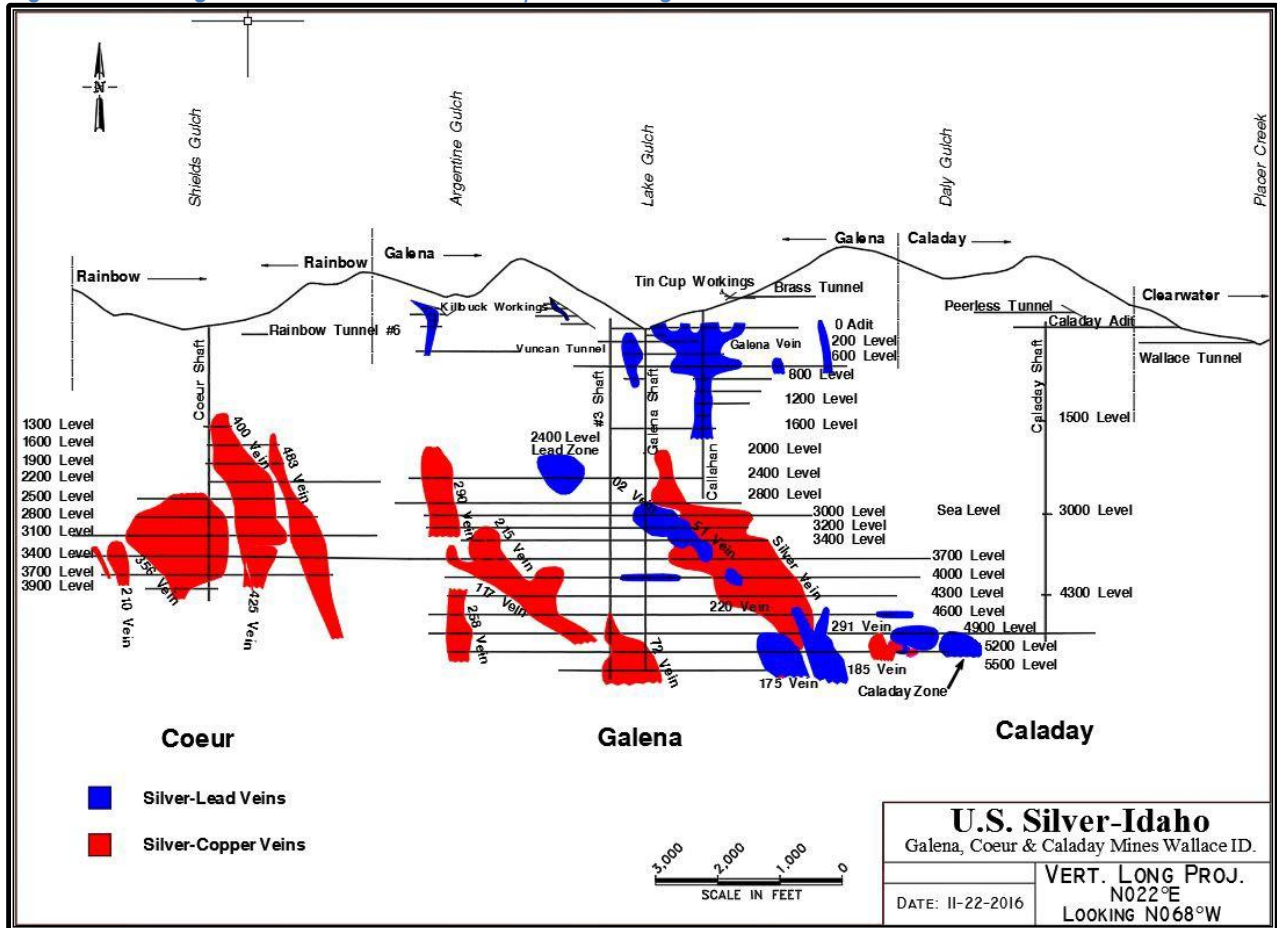 N
Shields Gulch
Argentine Gulch
Lake Gulch
Daly Gulch
Placer Creek
Rainbow
Rainbow
Galena
Galena
Caladay
Clearwater
Tin Cup Workings
Brass Tunnel
Killbuck Workings
Peerless Tunnel
Caladay Adit
Rainbow Tunnel #6
Vuncan Tunnel
Wallace Tunnel
0 Adit
200 Level
Galena Vein
600 Level
800 Level
1200 Level
1600 Level
2000 Level
2400 Level
2800 Level
3000 Level
3200 Level
3400 Level
3700 Level
4000 Level
4300 Level
4600 Level
4900 Level
5200 Level
5500 Level
Coeur Shaft
#3 Shaft
Galena Shaft
Callahan
Caladay Shaft
1300 Level
1600 Level
1900 Level
2200 Level
2500 Level
2800 Level
3100 Level
3400 Level
3700 Level
3900 Level
400 Vein
483 Vein
356 Vein
210 Vein
425 Vein
2400 Level
Lead Zone
290 Vein
215 Vein
117 Vein
258 Vein
02 Vein
51 Vein
Silver Vein
220 Vein
72 Vein
291 Vein
175 Vein
185 Vein
Caladay Zone
1500 Level
Sea Level
3000 Level
4300 Level
Coeur
Galena
Caladay
Silver-Lead Veins
Silver-Copper Veins
3,000
2,000
1,000
0
SCALE IN FEET
U.S. Silver-Idaho
Galena, Coeur & Caladay Mines Wallace ID.
DATE: 11-22-2016
VERT. LONG PROJ.
N022°E
LOOKING N068°W